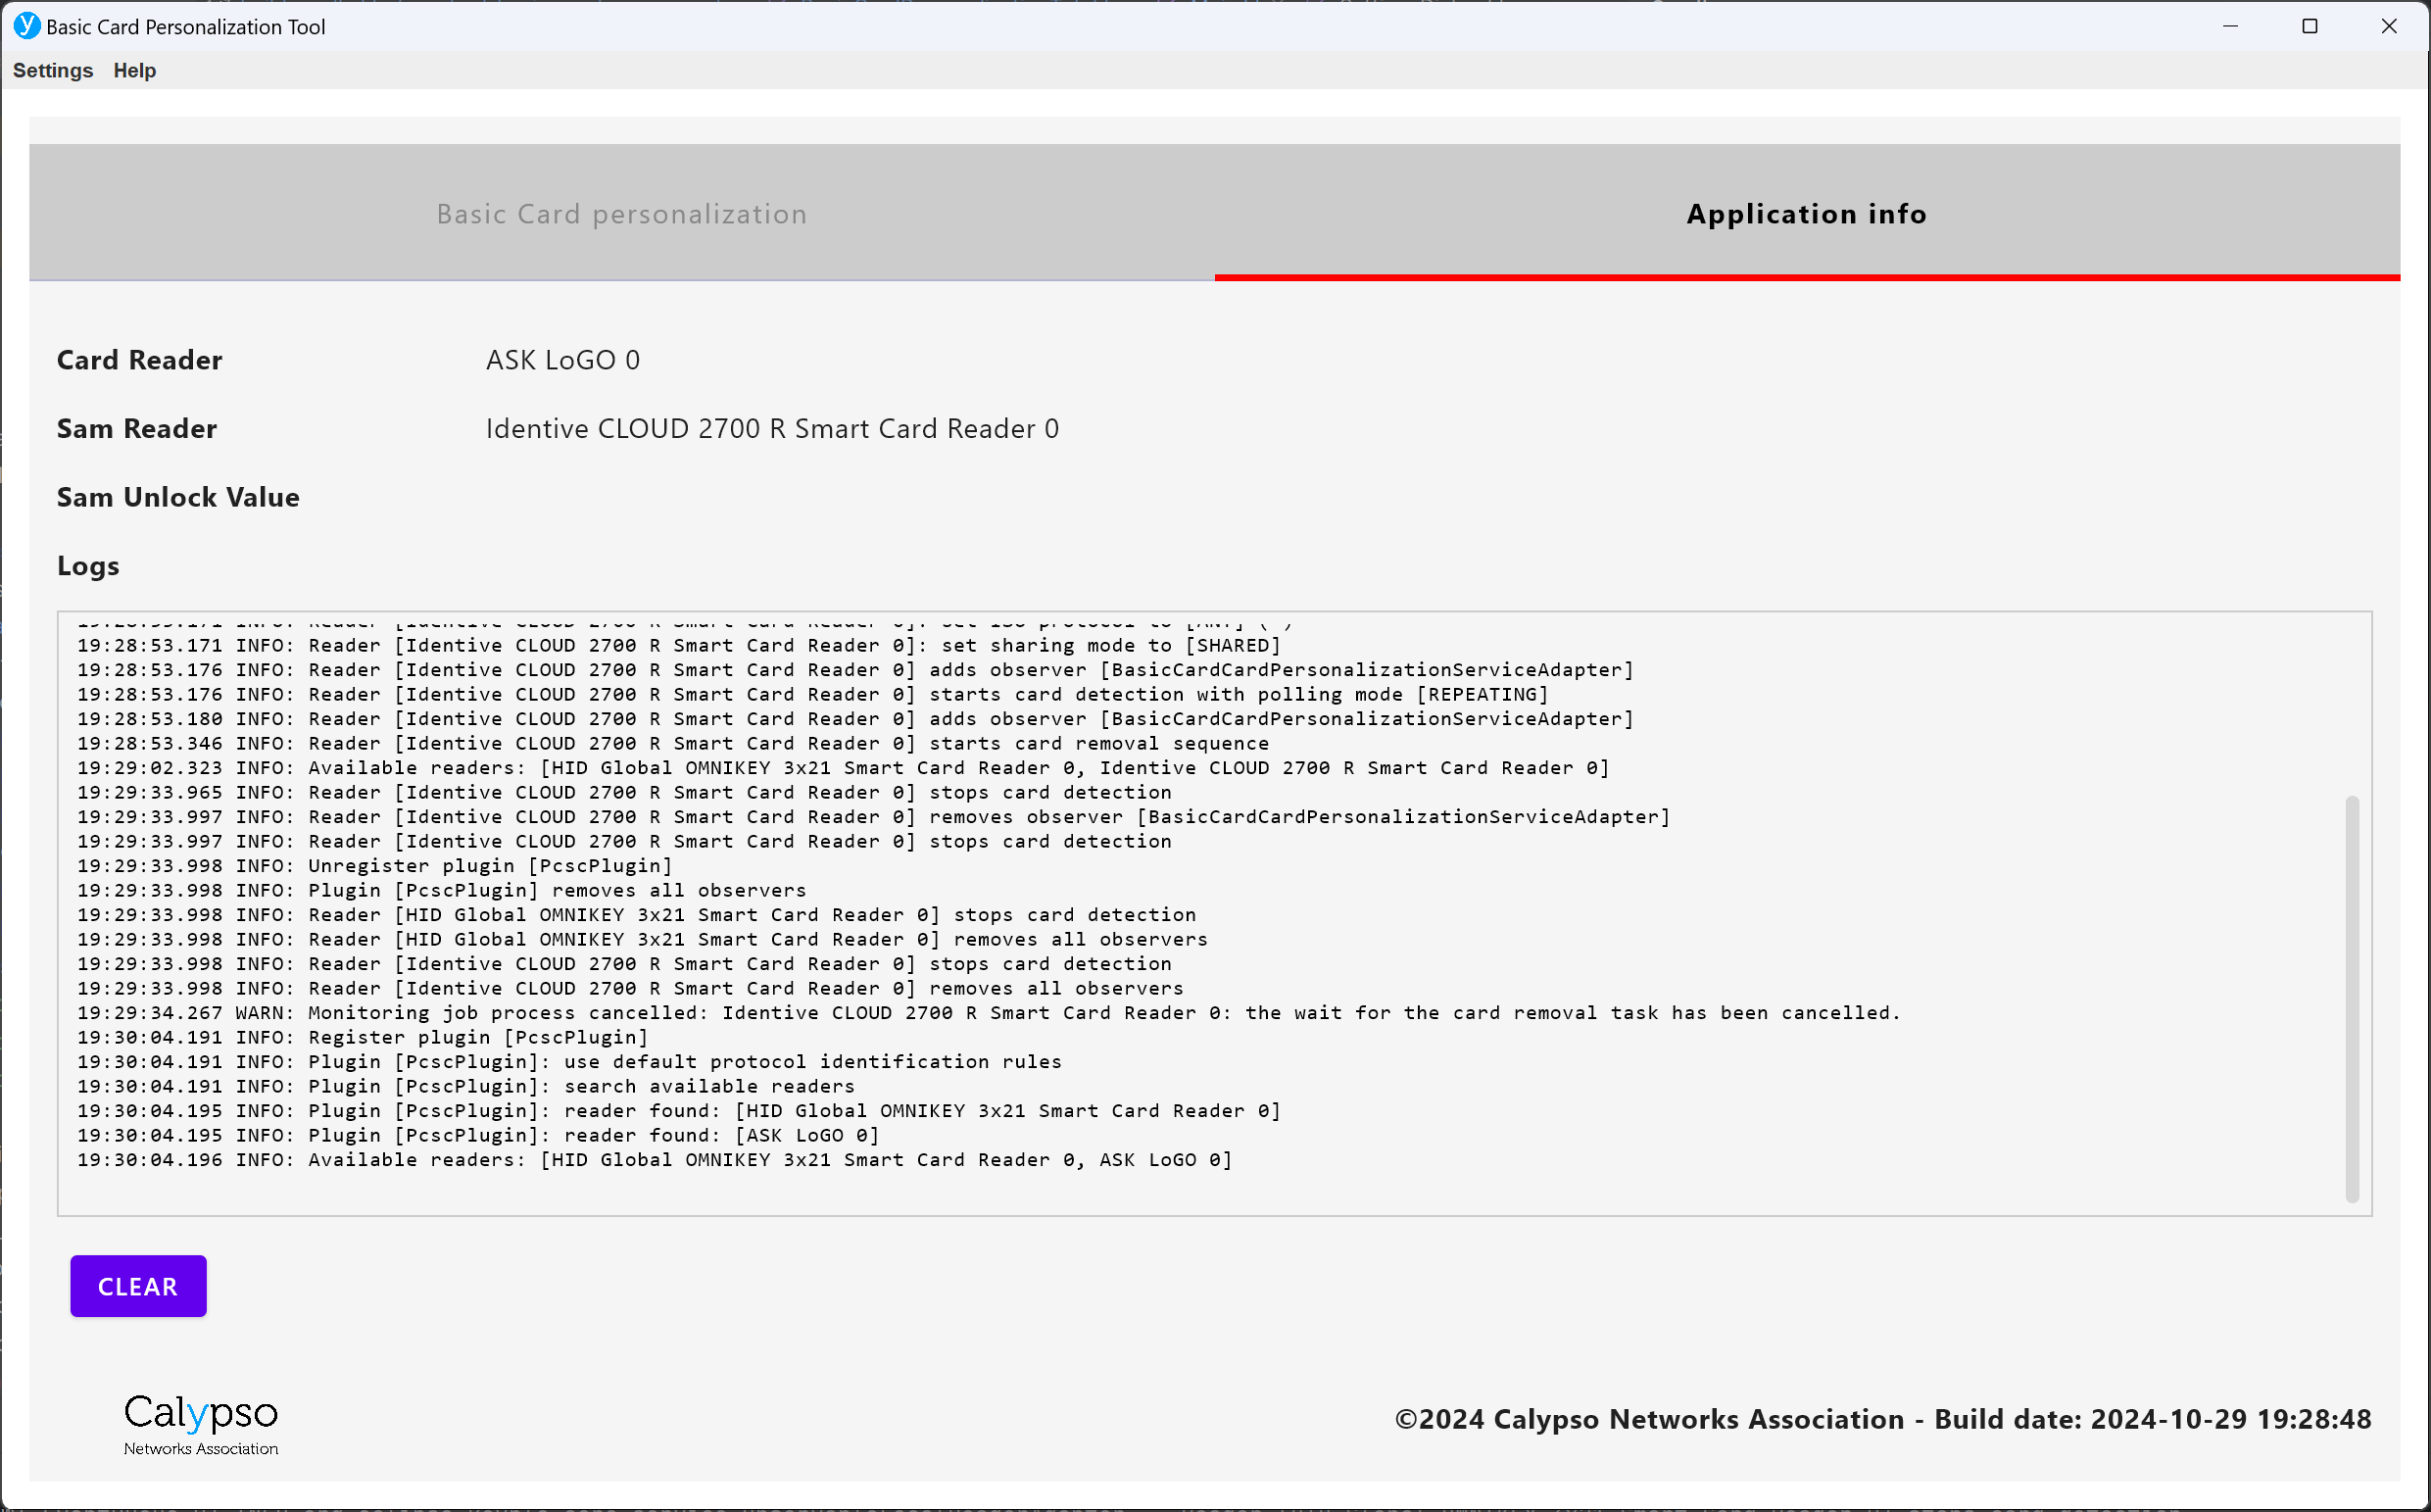 Basic Card Personalization Tool
Settings Help
Basic Card personalization
Application info
Card Reader ASK LoGO 0
Sam Reader Identive CLOUD 2700 R Smart Card Reader 0
Sam Unlock Value
Logs
19:28:53.171 INFO: Reader [Identive CLOUD 2700 R Smart Card Reader 0]: set sharing mode to [SHARED]
19:28:53.176 INFO: Reader [Identive CLOUD 2700 R Smart Card Reader 0] adds observer [BasicCardCardPersonalizationServiceAdapter]
19:28:53.176 INFO: Reader [Identive CLOUD 2700 R Smart Card Reader 0] starts card detection with polling mode [REPEATING]
19:28:53.180 INFO: Reader [Identive CLOUD 2700 R Smart Card Reader 0] adds observer [BasicCardCardPersonalizationServiceAdapter]
19:28:53.346 INFO: Reader [Identive CLOUD 2700 R Smart Card Reader 0] starts card removal sequence
19:29:02.323 INFO: Available readers: [HID Global OMNIKEY 3x21 Smart Card Reader 0, Identive CLOUD 2700 R Smart Card Reader 0]
19:29:33.965 INFO: Reader [Identive CLOUD 2700 R Smart Card Reader 0] stops card detection
19:29:33.997 INFO: Reader [Identive CLOUD 2700 R Smart Card Reader 0] removes observer [BasicCardCardPersonalizationServiceAdapter]
19:29:33.997 INFO: Reader [Identive CLOUD 2700 R Smart Card Reader 0] stops card detection
19:29:33.998 INFO: Unregister plugin [PcscPlugin]
19:29:33.998 INFO: Plugin [PcscPlugin] removes all observers
19:29:33.998 INFO: Reader [HID Global OMNIKEY 3x21 Smart Card Reader 0] stops card detection
19:29:33.998 INFO: Reader [HID Global OMNIKEY 3x21 Smart Card Reader 0] removes all observers
19:29:33.998 INFO: Reader [Identive CLOUD 2700 R Smart Card Reader 0] stops card detection
19:29:33.998 INFO: Reader [Identive CLOUD 2700 R Smart Card Reader 0] removes all observers
19:29:34.267 WARN: Monitoring job process cancelled: Identive CLOUD 2700 R Smart Card Reader 0: the wait for the card removal task has been cancelled.
19:30:04.191 INFO: Register plugin [PcscPlugin]
19:30:04.191 INFO: Plugin [PcscPlugin]: use default protocol identification rules
19:30:04.191 INFO: Plugin [PcscPlugin]: search available readers
19:30:04.195 INFO: Plugin [PcscPlugin]: reader found: [HID Global OMNIKEY 3x21 Smart Card Reader 0]
19:30:04.195 INFO: Plugin [PcscPlugin]: reader found: [ASK LoGO 0]
19:30:04.196 INFO: Available readers: [HID Global OMNIKEY 3x21 Smart Card Reader 0, ASK LoGO 0]
CLEAR
Calypso
Networks Association
©2024 Calypso Networks Association - Build date: 2024-10-29 19:28:48